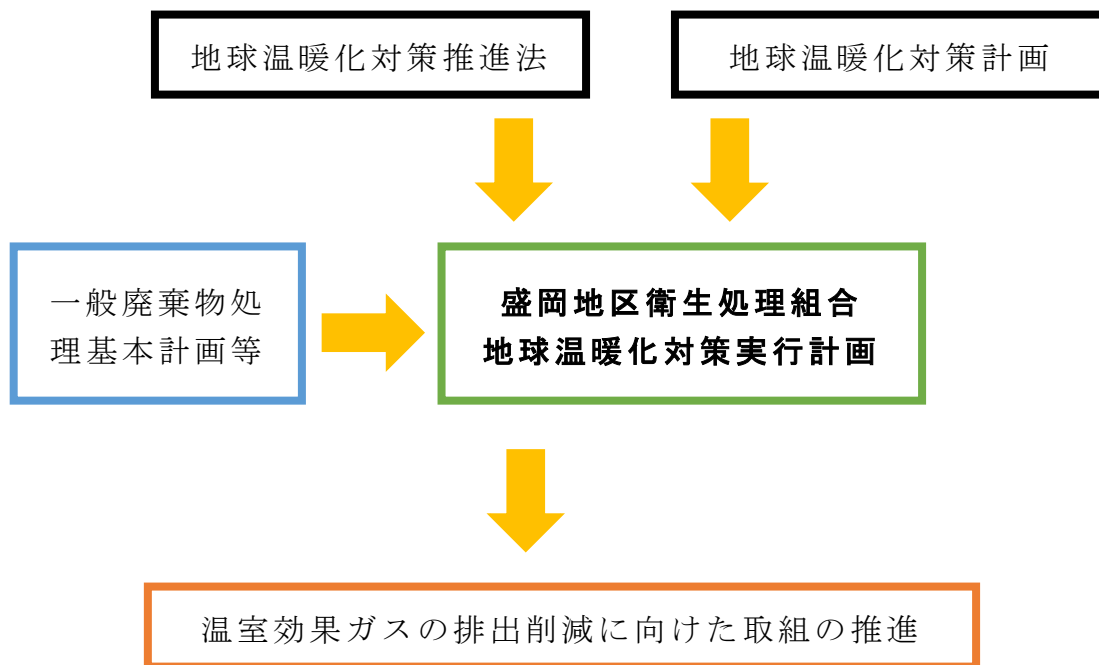 地球温暖化対策推進法
地球温暖化対策計画
一般廃棄物処
理基本計画等
盛岡地区衛生処理組合
地球温暖化対策実行計画
温室効果ガスの排出削減に向けた取組の推進